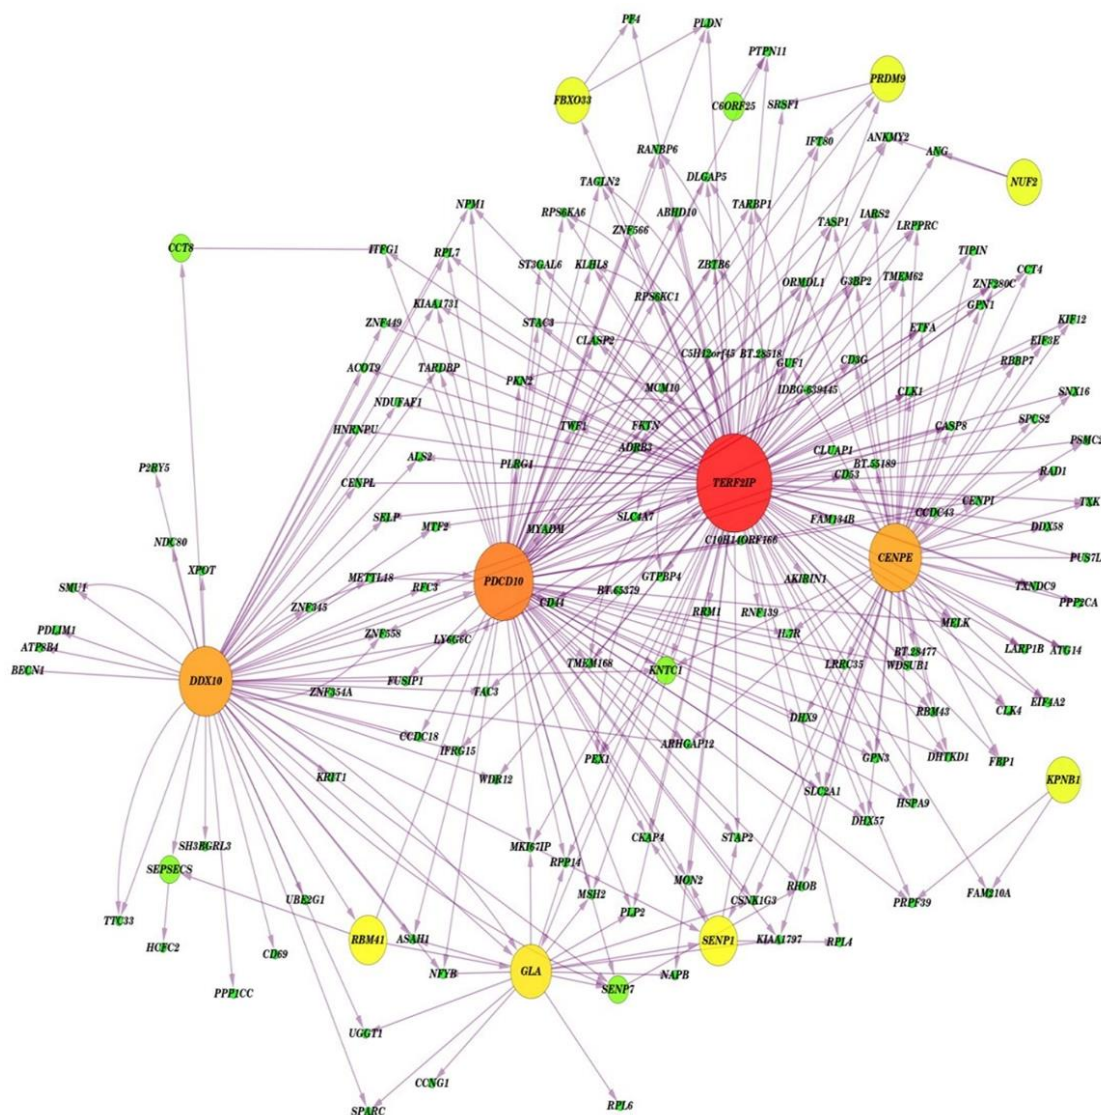 PF4
PLDN
PTPN11
PRDM9
FBXO33
C6ORF25
SRSF1
IFT80
ANKMY2
ANG
NUF2
RANBP6
TAGLN2
DLGAP5
NPM1
RPS6KA6
ABHD10
TARBP1
IARS2
TASP1
LRPPRC
ZNF566
CCT8
ITFG1
RPL7
ST3GAL6
KLHL8
ZBTB6
TIPIN
CCT4
ORMDL1
G3BP2
TMEM62
ZNF280C
KIAA1731
RPS6KC1
GPN1
ZNF449
STAC3
ETFA
KIF12
CLASP2
EIF3E
C5H12orf45
BT.28518
GUF1
CD3G
RBBP7
ACOT9
TARDBP
PKN2
MCM10
IDBG-639445
CLK1
SNX16
NDUFAF1
SPCS2
HNRNPU
TWF1
FKTN
CASP8
PSMC2
ADRB3
CLUAP1
ALS2
PLRG1
BT.55189
P2RY5
CENPL
TERF2IP
CD53
RAD1
CENPI
TXK
SELP
MTF2
MYADM
SLC4A7
FAM134B
CCDC43
DDX58
NDC80
C10H14ORF166
PUS7L
XPOT
METTL18
RFC3
PDCD10
GTPBP4
AKIRIN1
CENPE
TXNDC9
SMU1
BT.65379
PPP2CA
ZNF345
CD44
RRM1
RNF139
MELK
PDLIM1
ZNF558
LY6G6C
IL7R
ATP8B4
BT.28477
LARP1B
ATG14
BECN1
DDX10
TMEM168
KNTC1
LRRC35
WDSUB1
FUSIP1
ZNF354A
TAC3
RBM43
CLK4
EIF4A2
DHX9
CCDC18
IFRG15
ARHGAP12
DHTKD1
FBP1
KRIT1
WDR12
PEX1
GPN3
KPNB1
SLC2A1
HSPA9
DHX57
SH3BGRL3
MKI67IP
CKAP4
STAP2
SEPSECS
RPP14
MON2
RHOB
FAM210A
UBE2G1
MSH2
CSNK1G3
PRPF39
TTC33
PLP2
HCFC2
RBM41
ASAH1
SENP1
KIAA1797
RPL4
CD69
GLA
NFYB
NAPB
PPP1CC
SENP7
UGGT1
CCNG1
SPARC
RPL6